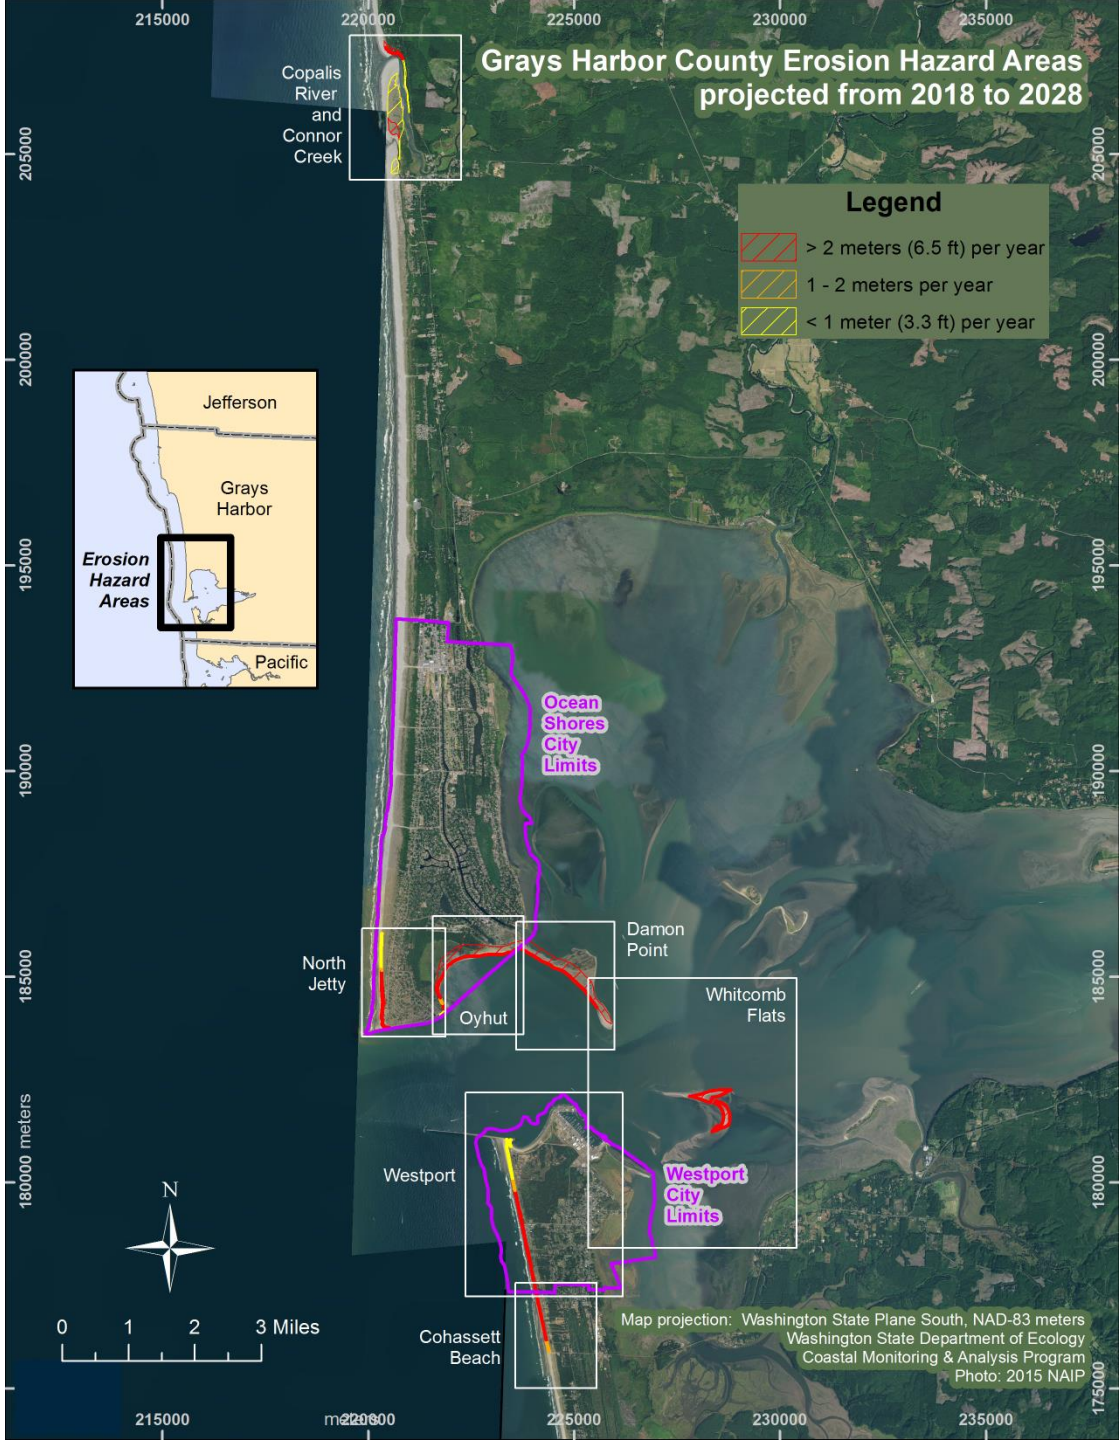 215000
220000
225000
230000
235000
Grays Harbor County Erosion Hazard Areas
projected from 2018 to 2028
Copalis
River
and
Connor
Creek
205000
205000
Legend
> 2 meters (6.5 ft) per year
1 - 2 meters per year
< 1 meter (3.3 ft) per year
200000
200000
Jefferson
Grays
Harbor
Erosion
Hazard
Areas
Pacific
195000
195000
Ocean
Shores
City
Limits
190000
190000
Damon
Point
North
Jetty
Oyhut
Whitcomb
Flats
185000
185000
Westport
Westport
City
Limits
180000 meters
180000
N
0 1 2 3 Miles
Cohassett
Beach
Map projection: Washington State Plane South, NAD-83 meters
Washington State Department of Ecology
Coastal Monitoring & Analysis Program
Photo: 2015 NAIP
175000
215000
meters
220000
225000
230000
235000